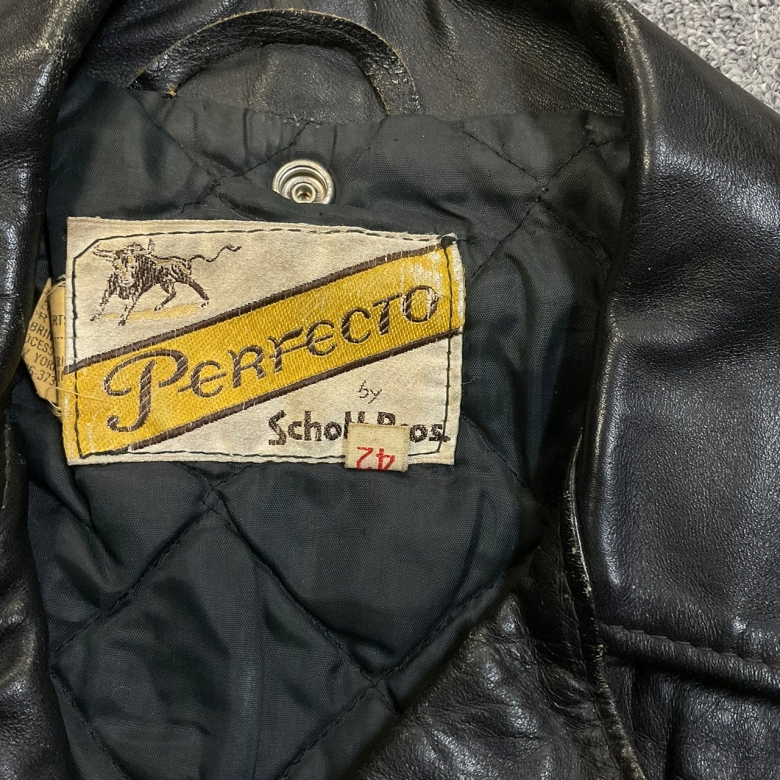 PERFECTO
by
Schott Bros.
42